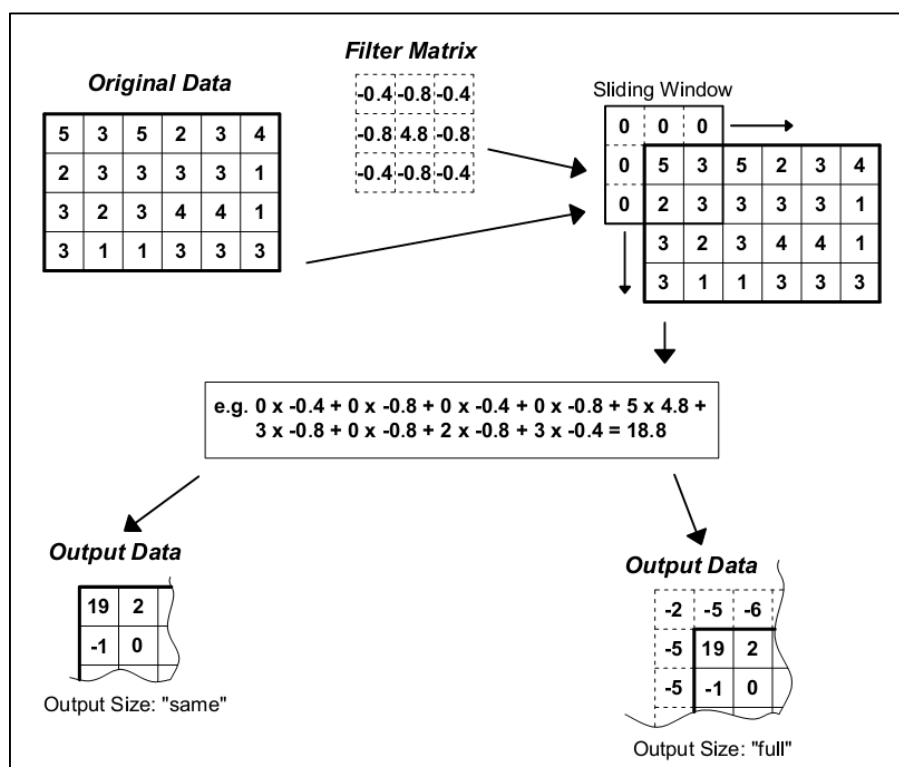 Original Data
5 3 5 2 3 4
2 3 3 3 3 1
3 2 3 4 4 1
3 1 1 3 3 3
Filter Matrix
-0.4 -0.8 -0.4
-0.8 4.8 -0.8
-0.4 -0.8 -0.4
Sliding Window
0 0 0
0 5 3 5 2 3 4
0 2 3 3 3 3 1
3 2 3 4 4 1
3 1 1 3 3 3
e.g. 0 x -0.4 + 0 x -0.8 + 0 x -0.4 + 0 x -0.8 + 5 x 4.8 +
3 x -0.8 + 0 x -0.8 + 2 x -0.8 + 3 x -0.4 = 18.8
Output Data
19 2
-1 0
Output Size: "same"
Output Data
-2 -5 -6
-5 19 2
-5 -1 0
Output Size: "full"